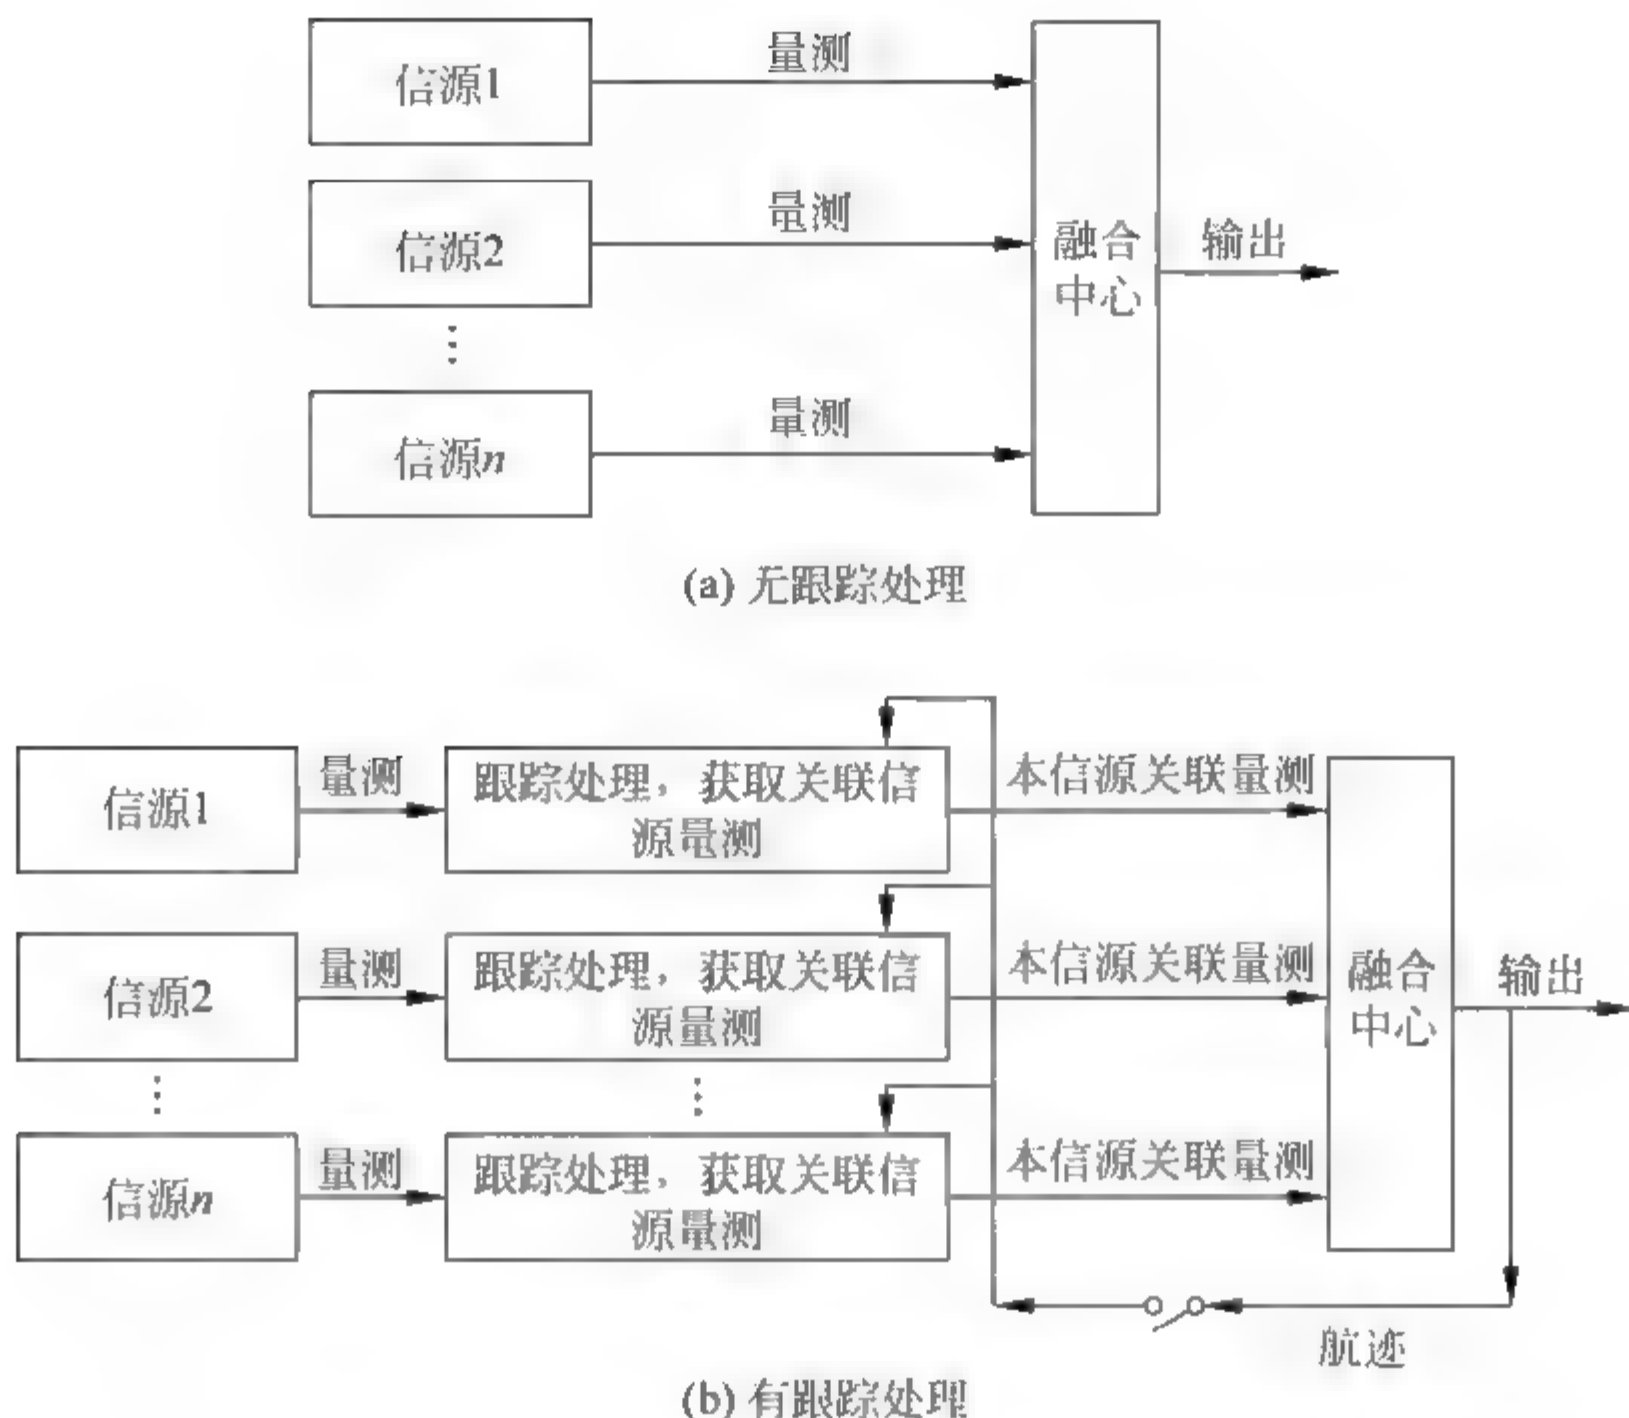 信源1
量测
信源2
量测
信源n
量测
融合
中心
输出
(a) 无跟踪处理
信源1
量测
跟踪处理，获取关联信
源量测
本信源关联量测
信源2
量测
跟踪处理，获取关联信
源量测
本信源关联量测
信源n
量测
跟踪处理，获取关联信
源量测
本信源关联量测
融合
中心
输出
航迹
(b) 有跟踪处理